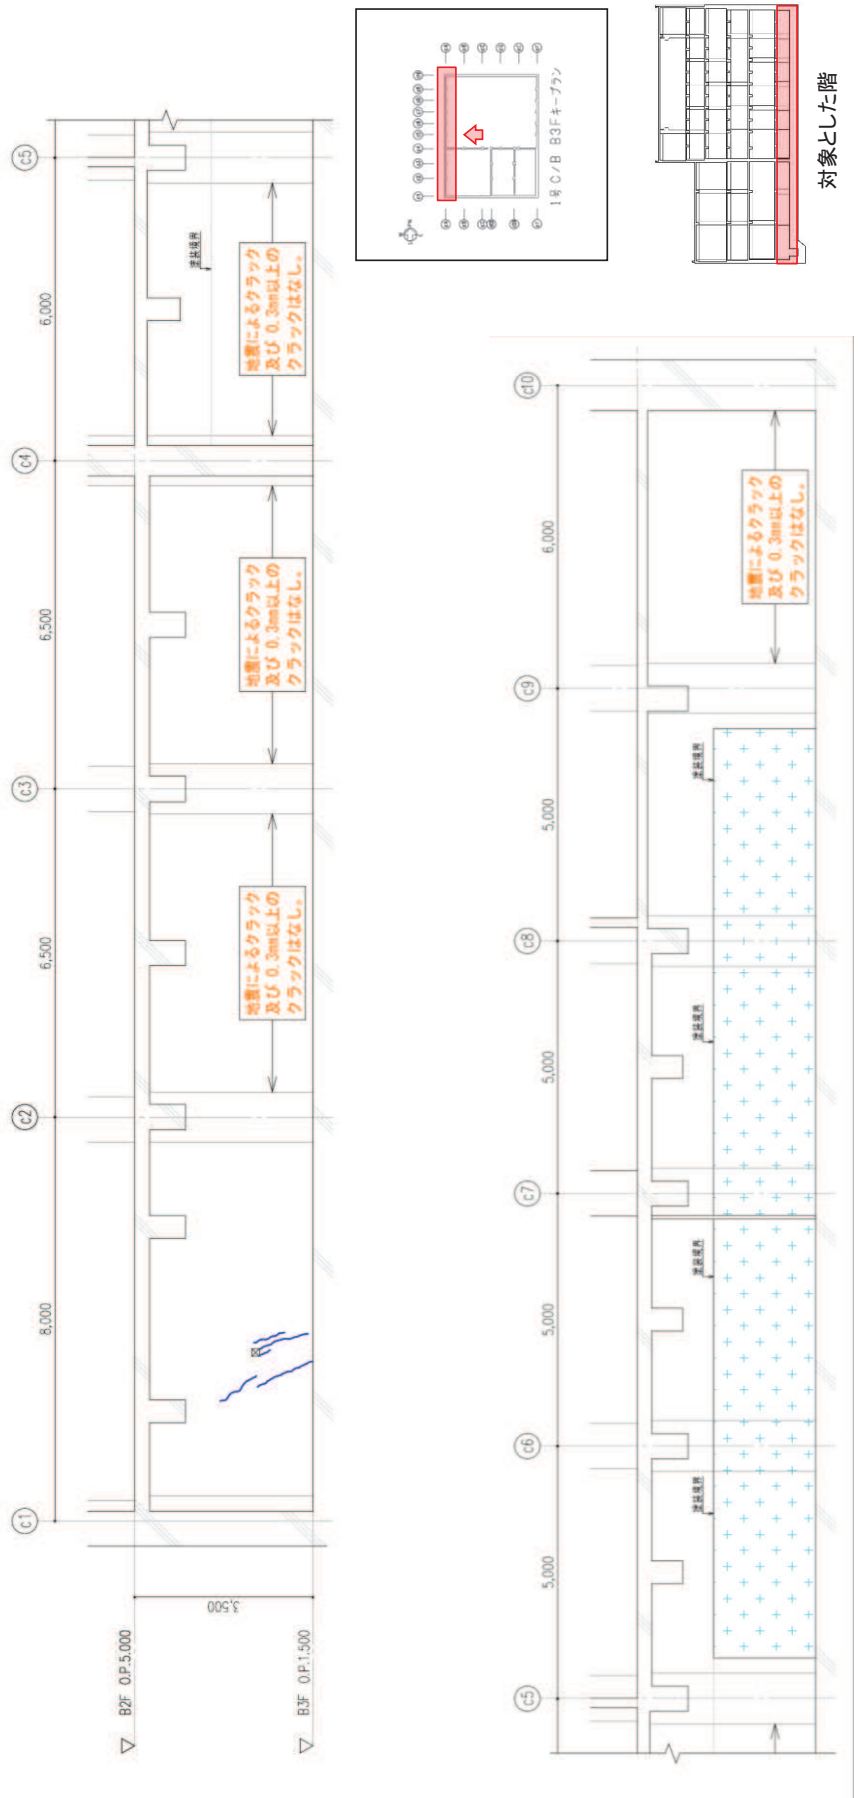 c1
c2
c3
c4
c5
8,000
6,500
6,500
6,000
▽ B2F O.P.5,000
▽ B3F O.P.1,500
3,500
地震によるクラック
及び 0.3mm以上の
クラックはなし。
地震によるクラック
及び 0.3mm以上の
クラックはなし。
地震によるクラック
及び 0.3mm以上の
クラックはなし。
塗装境界
c5
c6
c7
c8
c9
c10
5,000
5,000
5,000
5,000
6,000
塗装境界
塗装境界
塗装境界
塗装境界
地震によるクラック
及び 0.3mm以上の
クラックはなし。
1号C/B B3Fキープラン
対象とした階